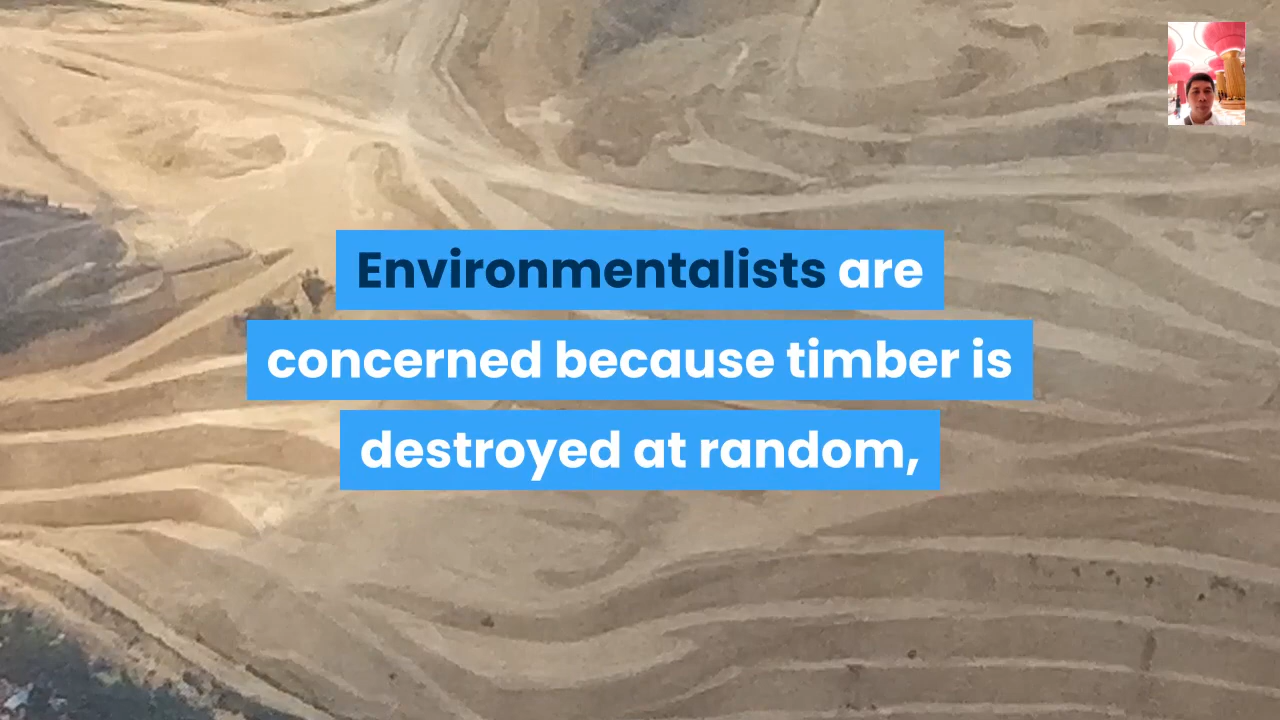 Environmentalists are
concerned because timber is
destroyed at random,